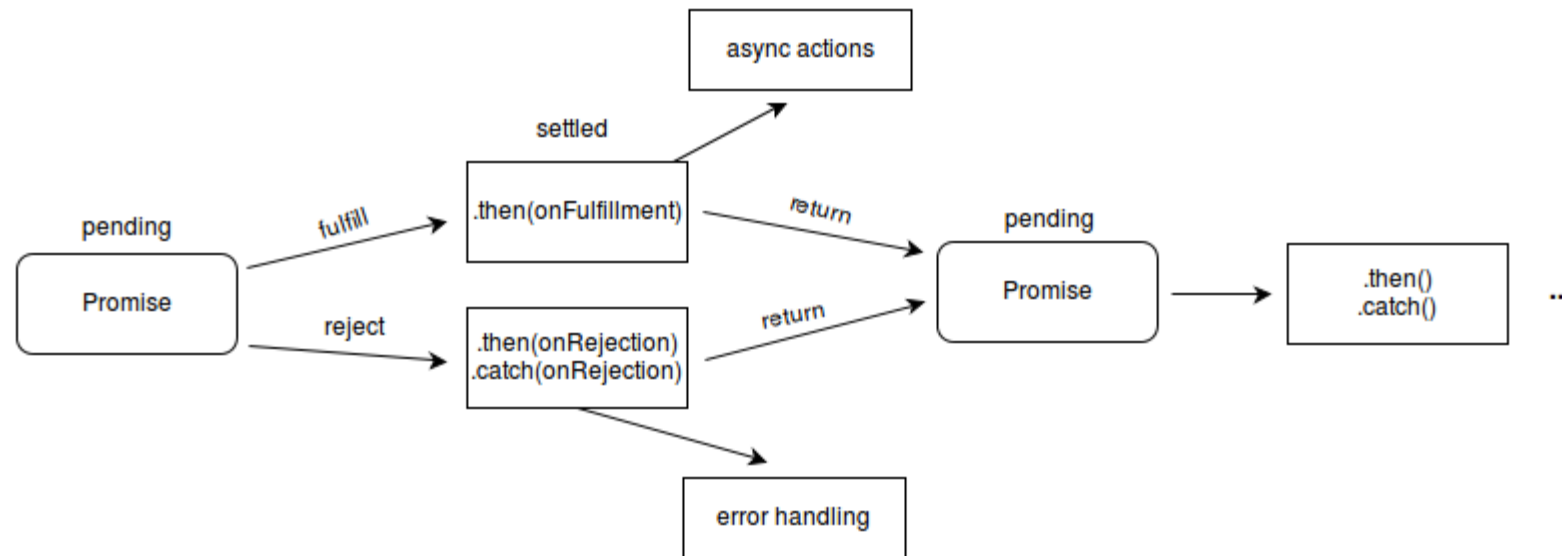 async actions
settled
.then(onFulfillment)
return
fulfill
pending
pending
Promise
Promise
.then()
.catch()
..
reject
.then(onRejection)
.catch(onRejection)
return
error handling